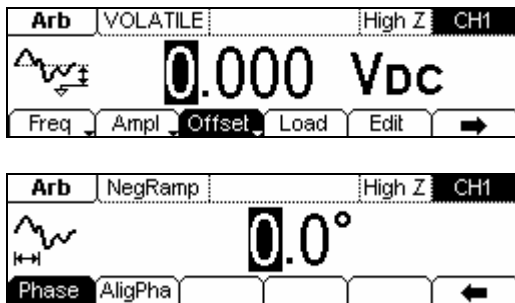 Arb VOLATILE High Z CH1
0.000 VDC
Freq Ampl Offset Load Edit
Arb NegRamp High Z CH1
0.0°
Phase AligPha